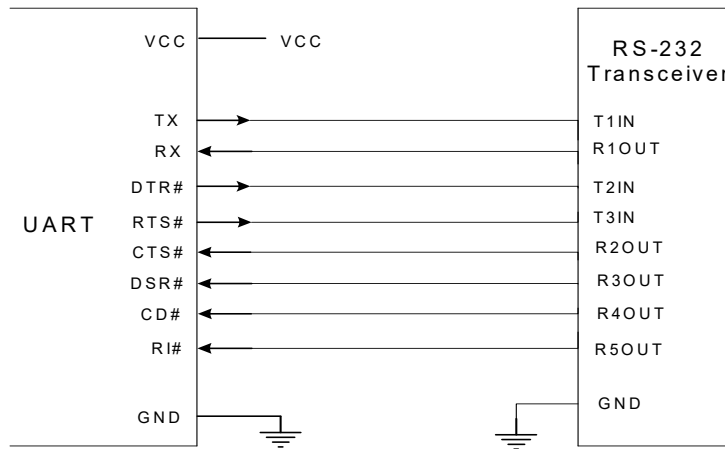 VCC VCC
RS-232
Transceiver
TX T1IN
RX R1OUT
DTR# T2IN
UART RTS# T3IN
CTS# R2OUT
DSR# R3OUT
CD# R4OUT
RI# R5OUT
GND GND